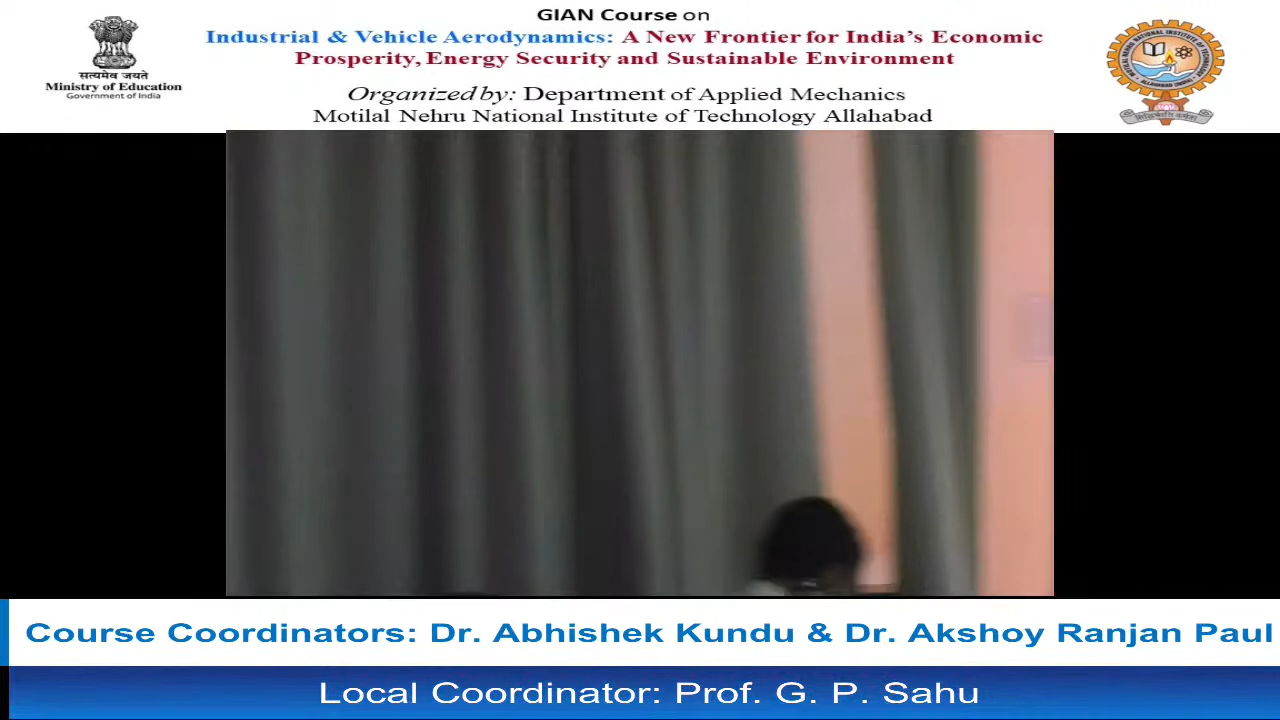 GIAN Course on
Industrial & Vehicle Aerodynamics: A New Frontier for India's Economic
Prosperity, Energy Security and Sustainable Environment
Organized by: Department of Applied Mechanics
Motilal Nehru National Institute of Technology Allahabad
सत्यमेव जयते
Ministry of Education
Government of India
Course Coordinators: Dr. Abhishek Kundu & Dr. Akshoy Ranjan Paul
Local Coordinator: Prof. G. P. Sahu